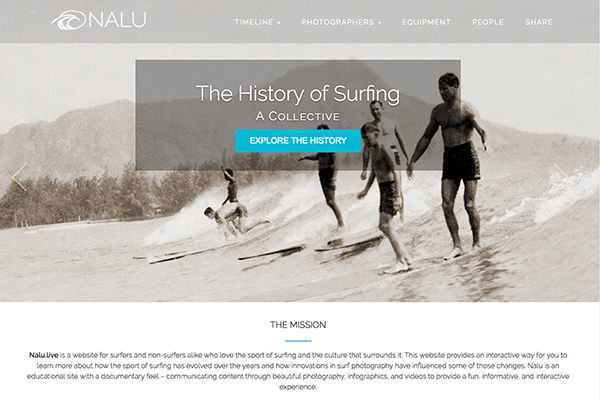 NALU
TIMELINE
PHOTOGRAPHERS
EQUIPMENT
PEOPLE
SHARE
The History of Surfing
A COLLECTIVE
EXPLORE THE HISTORY
THE MISSION
Nalu.live is a website for surfers and non-surfers alike who love the sport of surfing and the culture that surrounds it. This website provides an interactive way for you to
learn more about how the sport of surfing has evolved over the years and how innovations in surf photography have influenced some of those changes. Nalu is an
educational site with a documentary feel – communicating content through beautiful photography, infographics, and videos to provide a fun, informative, and interactive
experience.